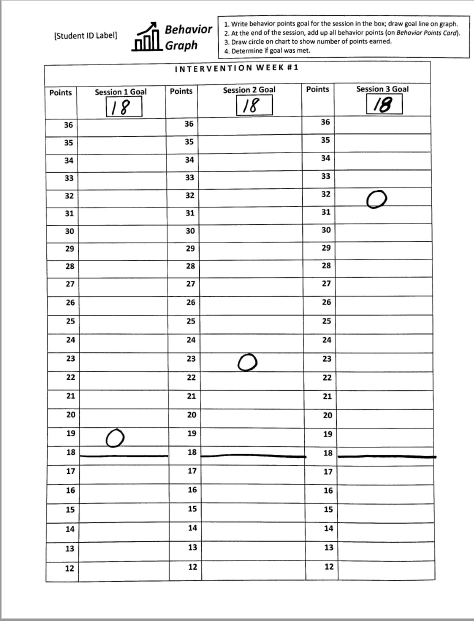 [Student ID Label]
Behavior
Graph
1. Write behavior points goal for the session in the box; draw goal line on graph.
2. At the end of the session, add up all behavior points (on Behavior Points Card).
3. Draw circle on chart to show number of points earned.
4. Determine if goal was met.
INTERVENTION WEEK #1
Points Session 1 Goal Points Session 2 Goal Points Session 3 Goal
18 18 18
36 36 36
35 35 35
34 34 34
33 33 33
32 32 32
31 31 31
30 30 30
29 29 29
28 28 28
27 27 27
26 26 26
25 25 25
24 24 24
23 23 23
22 22 22
21 21 21
20 20 20
19 19 19
18 18 18
17 17 17
16 16 16
15 15 15
14 14 14
13 13 13
12 12 12